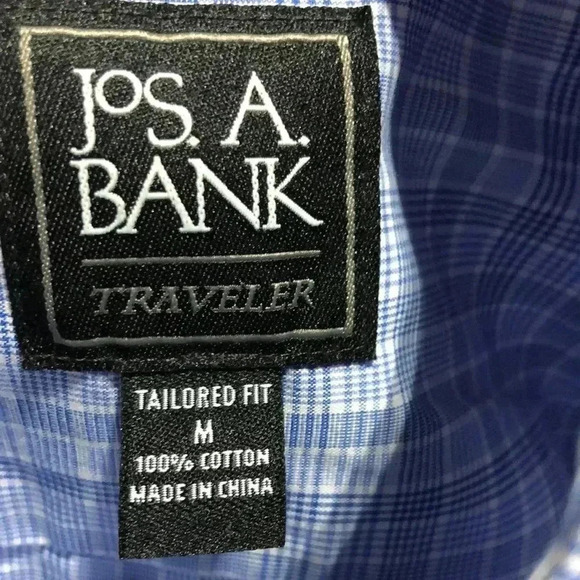 JOS. A.
BANK
TRAVELER
TAILORED FIT
M
100% COTTON
MADE IN CHINA